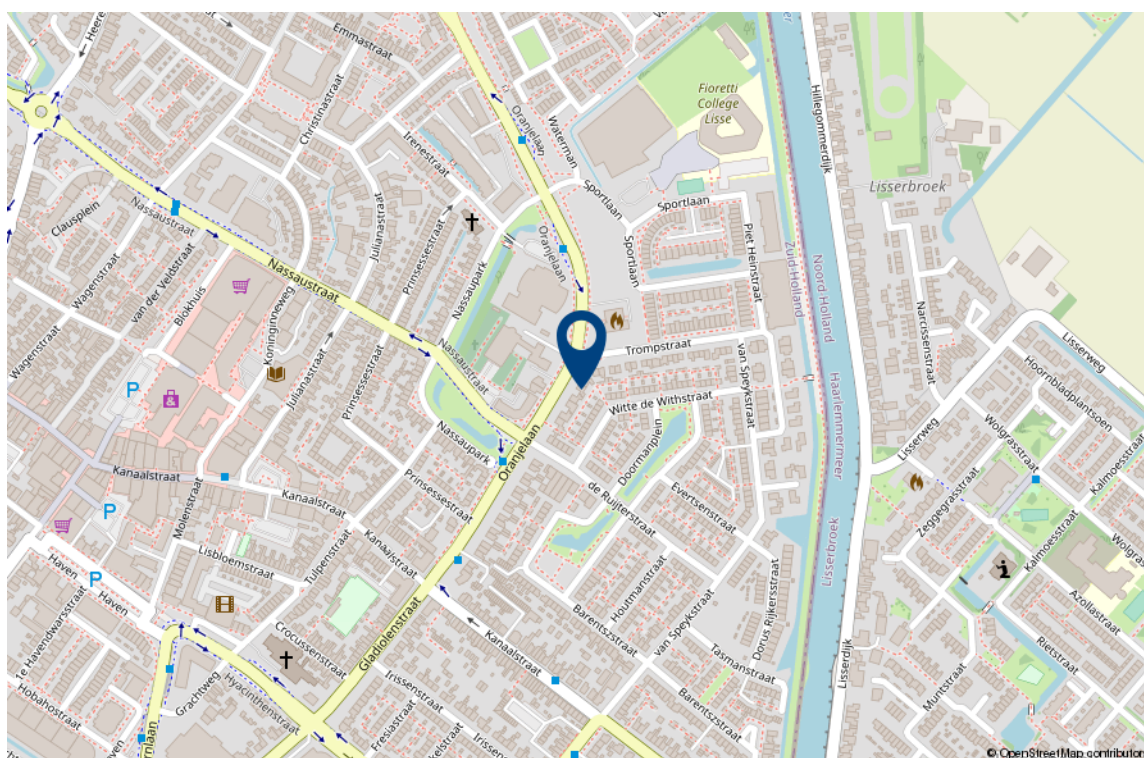 Heere
Emmastraat
Christinastraat
Oranjelaan
Waterman
Fioretti
College
Lisse
Hillegommerdijk
Lisserbroek
Irenestraat
Sportlaan
Sportlaan
Clausplein
Nassaustraat
Julianastraat
Prinsessestraat
Oranjelaan
Sportlaan
Piet Heinstraat
Zuid Holland
Noord Holland
Wagenstraat
van der Veldstraat
Nassaustraat
Nassaupark
Blokhuis
Koninginneweg
Narcissenstraat
Lisserweg
Wagenstraat
Julianastraat
Prinsessestraat
Nassaustraat
Trompstraat
van Speykstraat
Haarlemmermeer
Hoornbladplantsoen
P
&
Witte de Withstraat
Lisserweg
Wolgrasstraat
Kalmoesstraat
Nassaupark
Oranjelaan
Doormanplein
Kanaalstraat
Kanaalstraat
Prinsessestraat
de Ruijterstraat
Evertsenstraat
Zeggegrasstraat
Kalmoesstraat
Wolgras
P
Molenstraat
Lisbloemstraat
Tulpenstraat
Kanaalstraat
Lisserbroek
Haven
P
Haven
Houtmanstraat
Azollastraat
1e Havendwarsstraat
Gladiolenstraat
Barentszstraat
van Speykstraat
Dorus Rijkersstraat
Lisserdijk
Rietstraat
Crocussenstraat
Kanaalstraat
Tasmanstraat
Muntstraat
Hobahostraat
Grachtweg
Hyacinthenstraat
Irissenstraat
Fresiastraat
Barentszstraat
© OpenStreetMap contributor